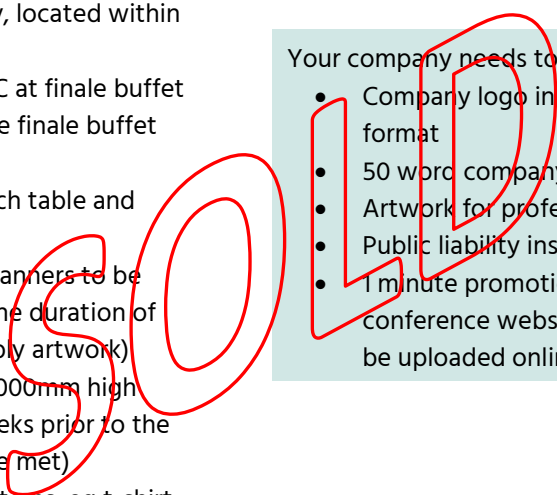 , located within
C at finale buffet
e finale buffet
ch table and
anners to be
ne duration of
ply artwork)
000mm high
eks prior to the
e met)
Your company needs to
• Company logo in
format
• 50 word company
• Artwork for profe
• Public liability ins
• 1 minute promoti
conference webs
be uploaded onlin
SOLD